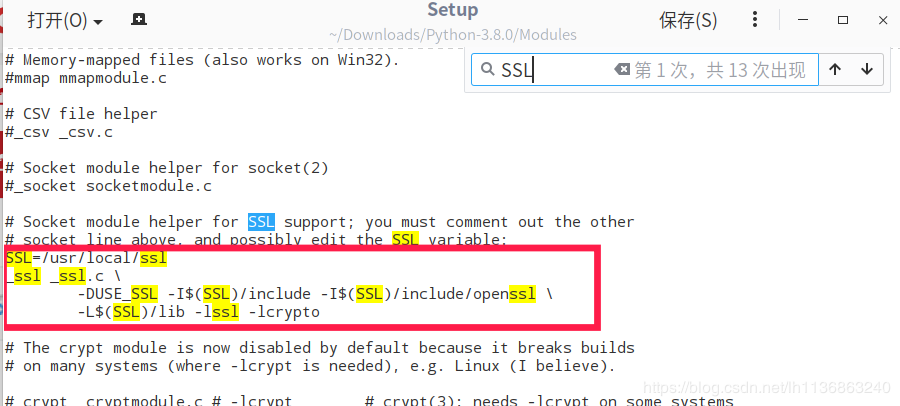 打开(O)
Setup
~/Downloads/Python-3.8.0/Modules
保存(S)
SSL
第 1 次，共 13 次出现
# Memory-mapped files (also works on Win32).
#mmap mmapmodule.c
# CSV file helper
#_csv _csv.c
# Socket module helper for socket(2)
#_socket socketmodule.c
# Socket module helper for SSL support; you must comment out the other
# socket line above, and possibly edit the SSL variable:
SSL=/usr/local/ssl
_ssl _ssl.c \
-DUSE_SSL -I$(SSL)/include -I$(SSL)/include/openssl \
-L$(SSL)/lib -lssl -lcrypto
# The crypt module is now disabled by default because it breaks builds
# on many systems (where -lcrypt is needed), e.g. Linux (I believe).
# crypt cryptmodule.c # -lcrypt # crypt(3); needs -lcrypt on some systems
https://blog.csdn.net/lh1136863240